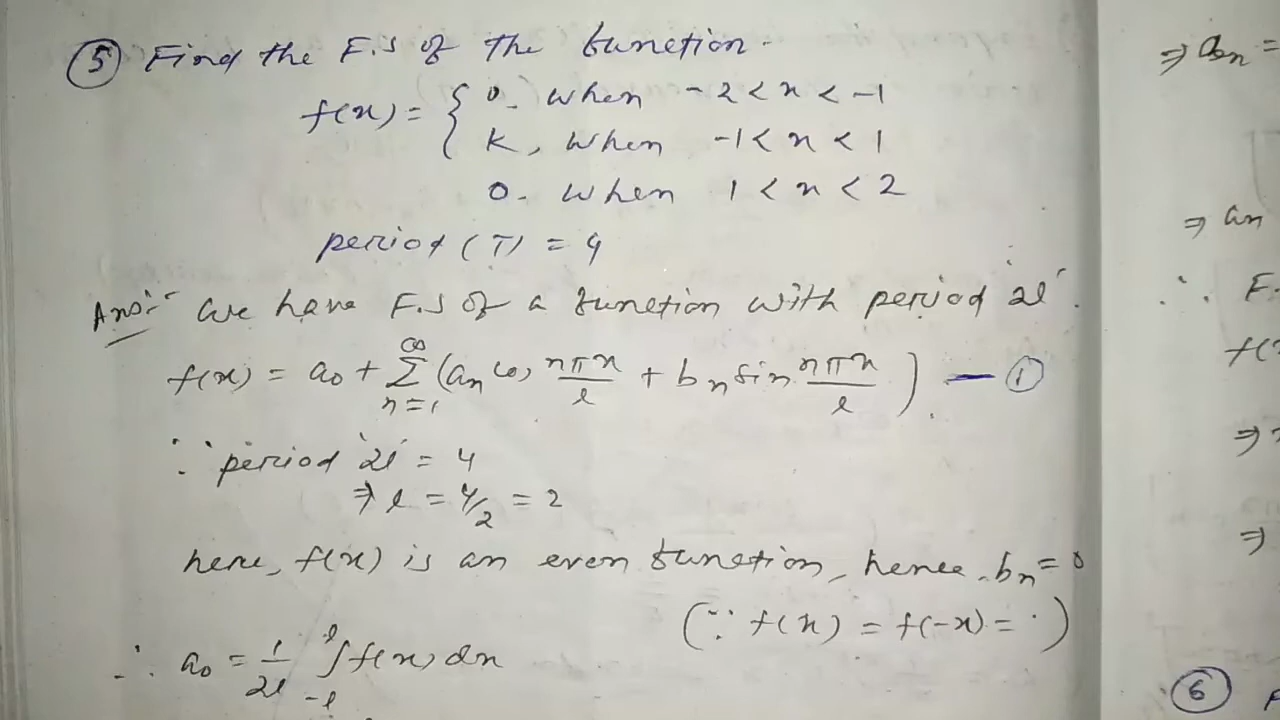 ⑤ Find the F.S of the function.
f(x) = { 0. when -2 < x < -1
K, when -1 < x < 1
0. when 1 < x < 2
period (T) = 4
Ans:- We have F.S of a function with period '2l'.
f(x) = a₀ + ∞Σn=1 (aₙ cos nπx/l + bₙ sin nπx/l) — ①
∵ period '2l' = 4
⇒ l = 4/2 = 2
here, f(x) is an even function, hence, bₙ = 0
(∵ f(x) = f(-x) = ·)
∴ a₀ = 1/2l ∫₋ₗˡ f(x) dx
⇒ aₙ =
⇒ an
∴ F.
f(
⇒
⇒
⑥ F